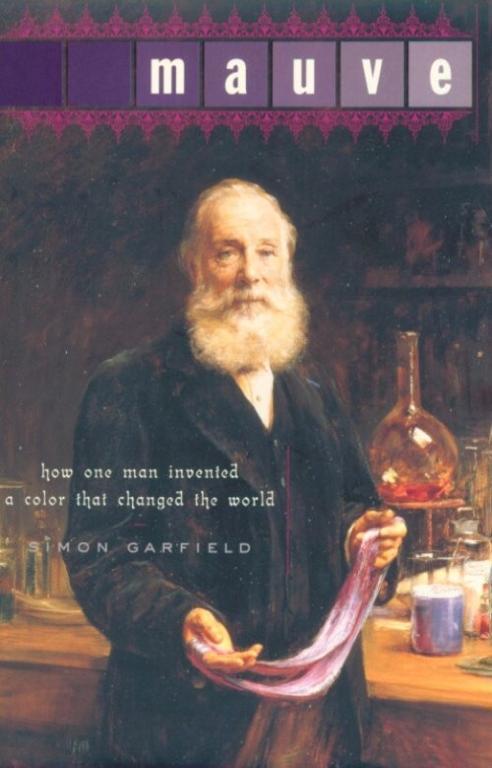 mauve
how one man invented
a color that changed the world
SIMON GARFIELD